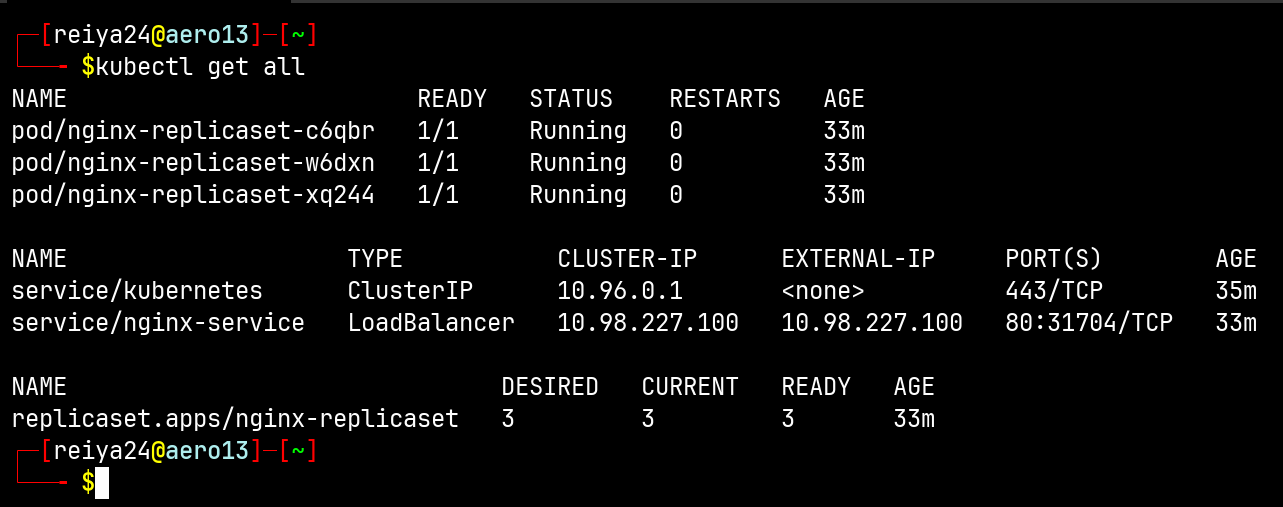 ┌─[reiya24@aero13]─[~]
└──╼ $kubectl get all
NAME                         READY   STATUS    RESTARTS   AGE
pod/nginx-replicaset-c6qbr   1/1     Running   0          33m
pod/nginx-replicaset-w6dxn   1/1     Running   0          33m
pod/nginx-replicaset-xq244   1/1     Running   0          33m

NAME                    TYPE           CLUSTER-IP      EXTERNAL-IP     PORT(S)        AGE
service/kubernetes      ClusterIP      10.96.0.1       <none>          443/TCP        35m
service/nginx-service   LoadBalancer   10.98.227.100   10.98.227.100   80:31704/TCP   33m

NAME                               DESIRED   CURRENT   READY   AGE
replicaset.apps/nginx-replicaset   3         3         3       33m
┌─[reiya24@aero13]─[~]
└──╼ $